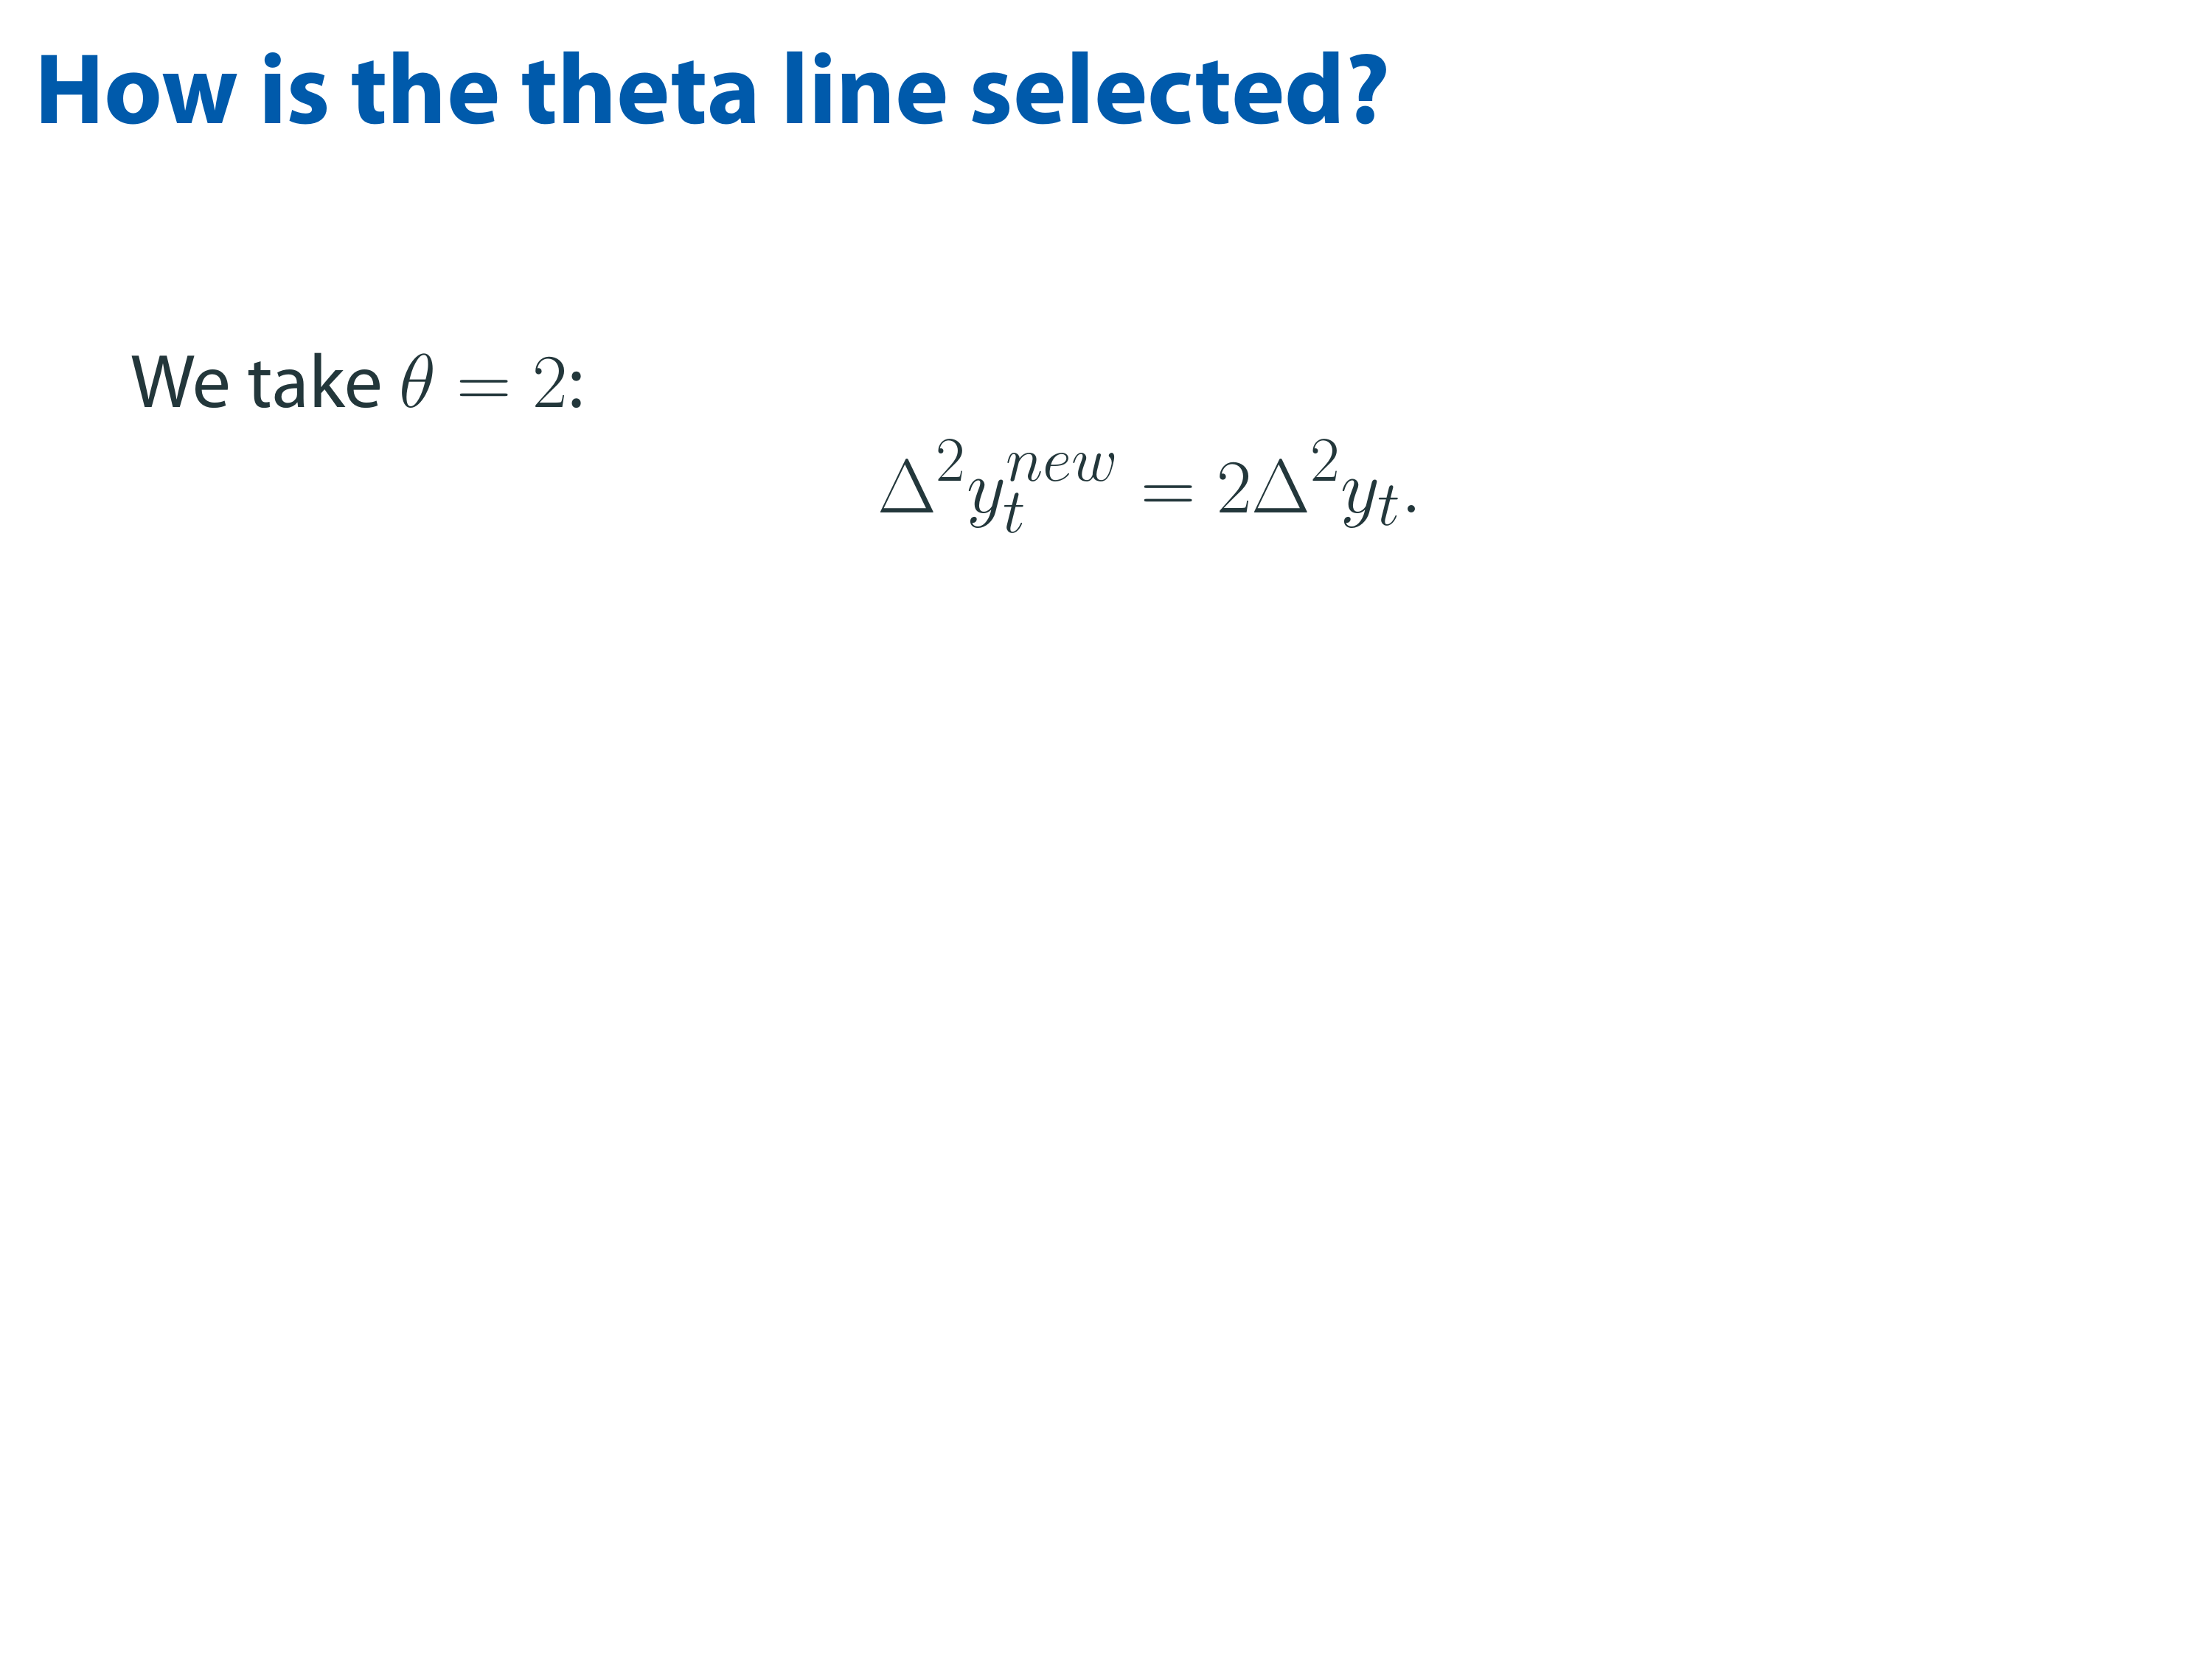 How is the theta line selected?
We take θ = 2:
Δ²y_t^{new} = 2Δ²y_t.